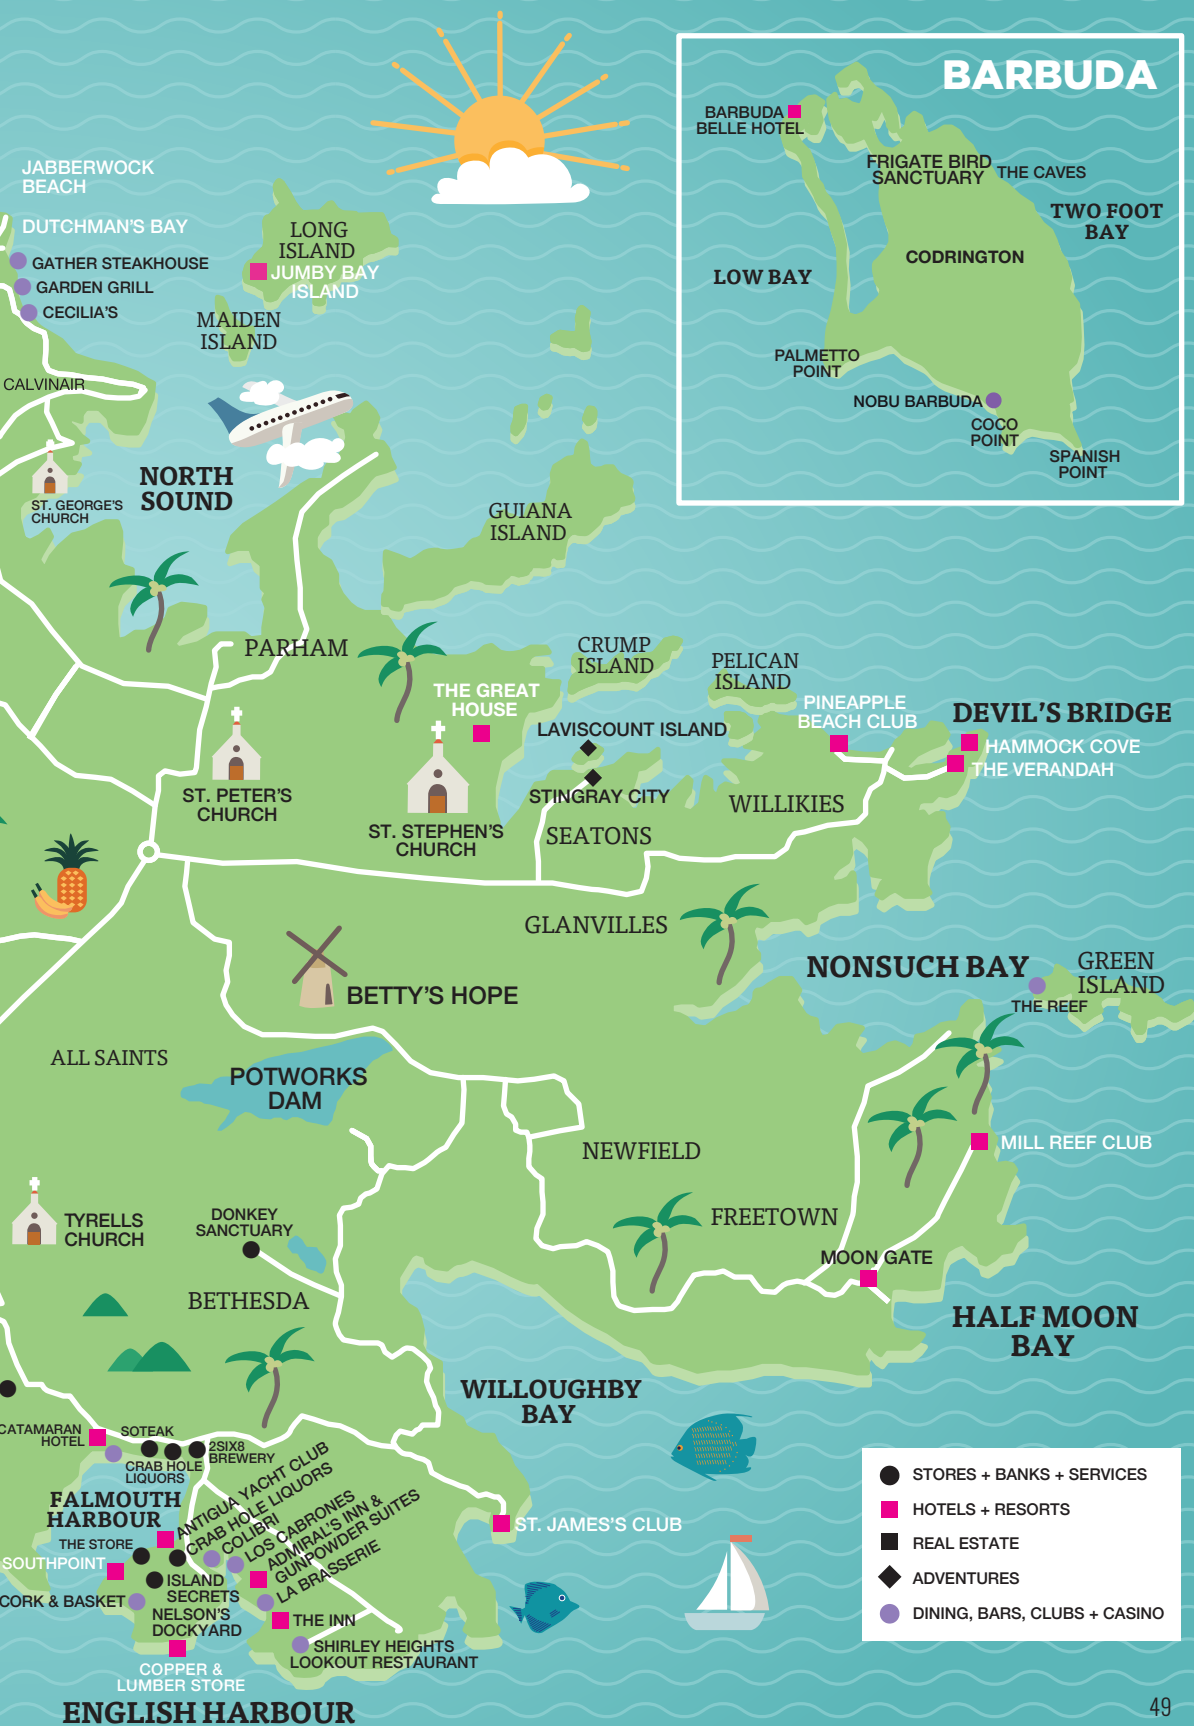 BARBUDA
BARBUDA
BELLE HOTEL
FRIGATE BIRD
SANCTUARY
THE CAVES
TWO FOOT
BAY
CODRINGTON
LOW BAY
PALMETTO
POINT
NOBU BARBUDA
COCO
POINT
SPANISH
POINT
JABBERWOCK
BEACH
DUTCHMAN'S BAY
GATHER STEAKHOUSE
GARDEN GRILL
CECILIA'S
LONG
ISLAND
JUMBY BAY
ISLAND
MAIDEN
ISLAND
CALVINAIR
NORTH
SOUND
ST. GEORGE'S
CHURCH
GUIANA
ISLAND
PARHAM
CRUMP
ISLAND
PELICAN
ISLAND
THE GREAT
HOUSE
LAVISCOUNT ISLAND
PINEAPPLE
BEACH CLUB
DEVIL'S BRIDGE
HAMMOCK COVE
THE VERANDAH
STINGRAY CITY
WILLIKIES
ST. PETER'S
CHURCH
ST. STEPHEN'S
CHURCH
SEATONS
GLANVILLES
NONSUCH BAY
GREEN
ISLAND
THE REEF
BETTY'S HOPE
ALL SAINTS
POTWORKS
DAM
NEWFIELD
MILL REEF CLUB
TYRELLS
CHURCH
DONKEY
SANCTUARY
FREETOWN
MOON GATE
BETHESDA
HALF MOON
BAY
WILLOUGHBY
BAY
CATAMARAN
HOTEL
SOTEAK
2SIX8
BREWERY
CRAB HOLE
LIQUORS
FALMOUTH
HARBOUR
ANTIGUA YACHT CLUB
CRAB HOLE LIQUORS
COLIBRI
LOS CABRONES
ADMIRAL'S INN &
GUNPOWDER SUITES
LA BRASSERIE
THE STORE
SOUTHPOINT
ISLAND
SECRETS
CORK & BASKET
NELSON'S
DOCKYARD
THE INN
SHIRLEY HEIGHTS
LOOKOUT RESTAURANT
COPPER &
LUMBER STORE
ENGLISH HARBOUR
ST. JAMES'S CLUB
STORES + BANKS + SERVICES
HOTELS + RESORTS
REAL ESTATE
ADVENTURES
DINING, BARS, CLUBS + CASINO
49